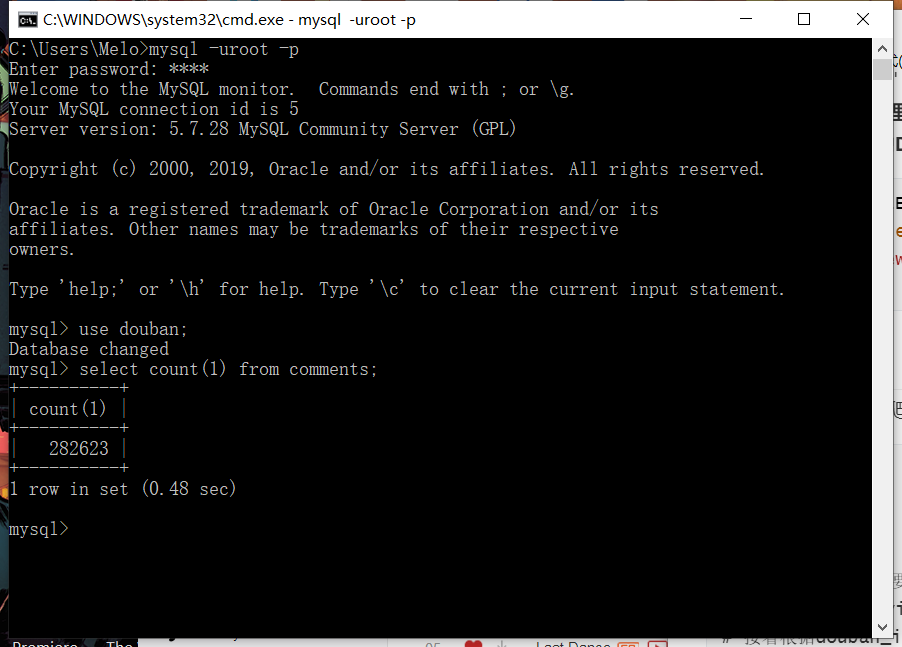 C:\WINDOWS\system32\cmd.exe - mysql -uroot -p
C:\Users\Melo>mysql -uroot -p
Enter password: ****
Welcome to the MySQL monitor.  Commands end with ; or \g.
Your MySQL connection id is 5
Server version: 5.7.28 MySQL Community Server (GPL)
Copyright (c) 2000, 2019, Oracle and/or its affiliates. All rights reserved.
Oracle is a registered trademark of Oracle Corporation and/or its
affiliates. Other names may be trademarks of their respective
owners.
Type 'help;' or '\h' for help. Type '\c' to clear the current input statement.
mysql> use douban;
Database changed
mysql> select count(1) from comments;
+----------+
| count(1) |
+----------+
|   282623 |
+----------+
1 row in set (0.48 sec)
mysql>